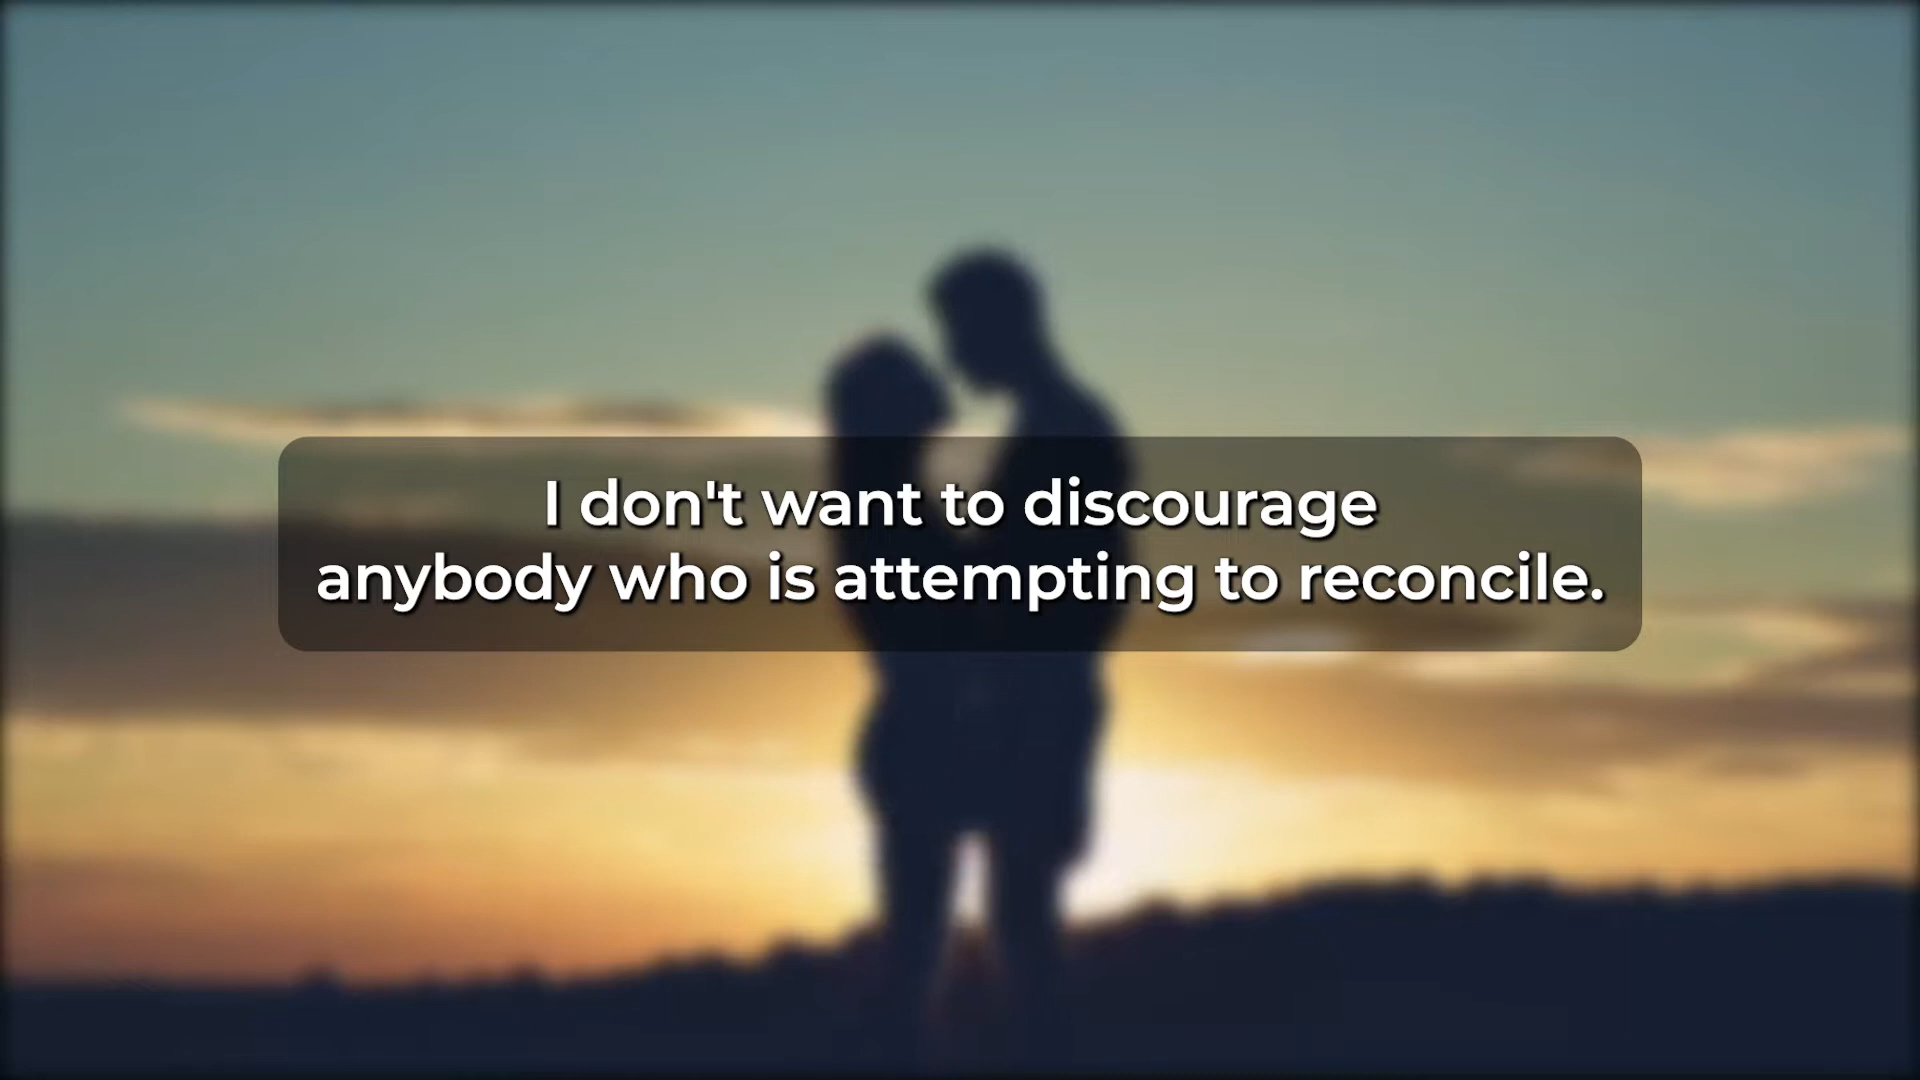 I don't want to discourage
anybody who is attempting to reconcile.